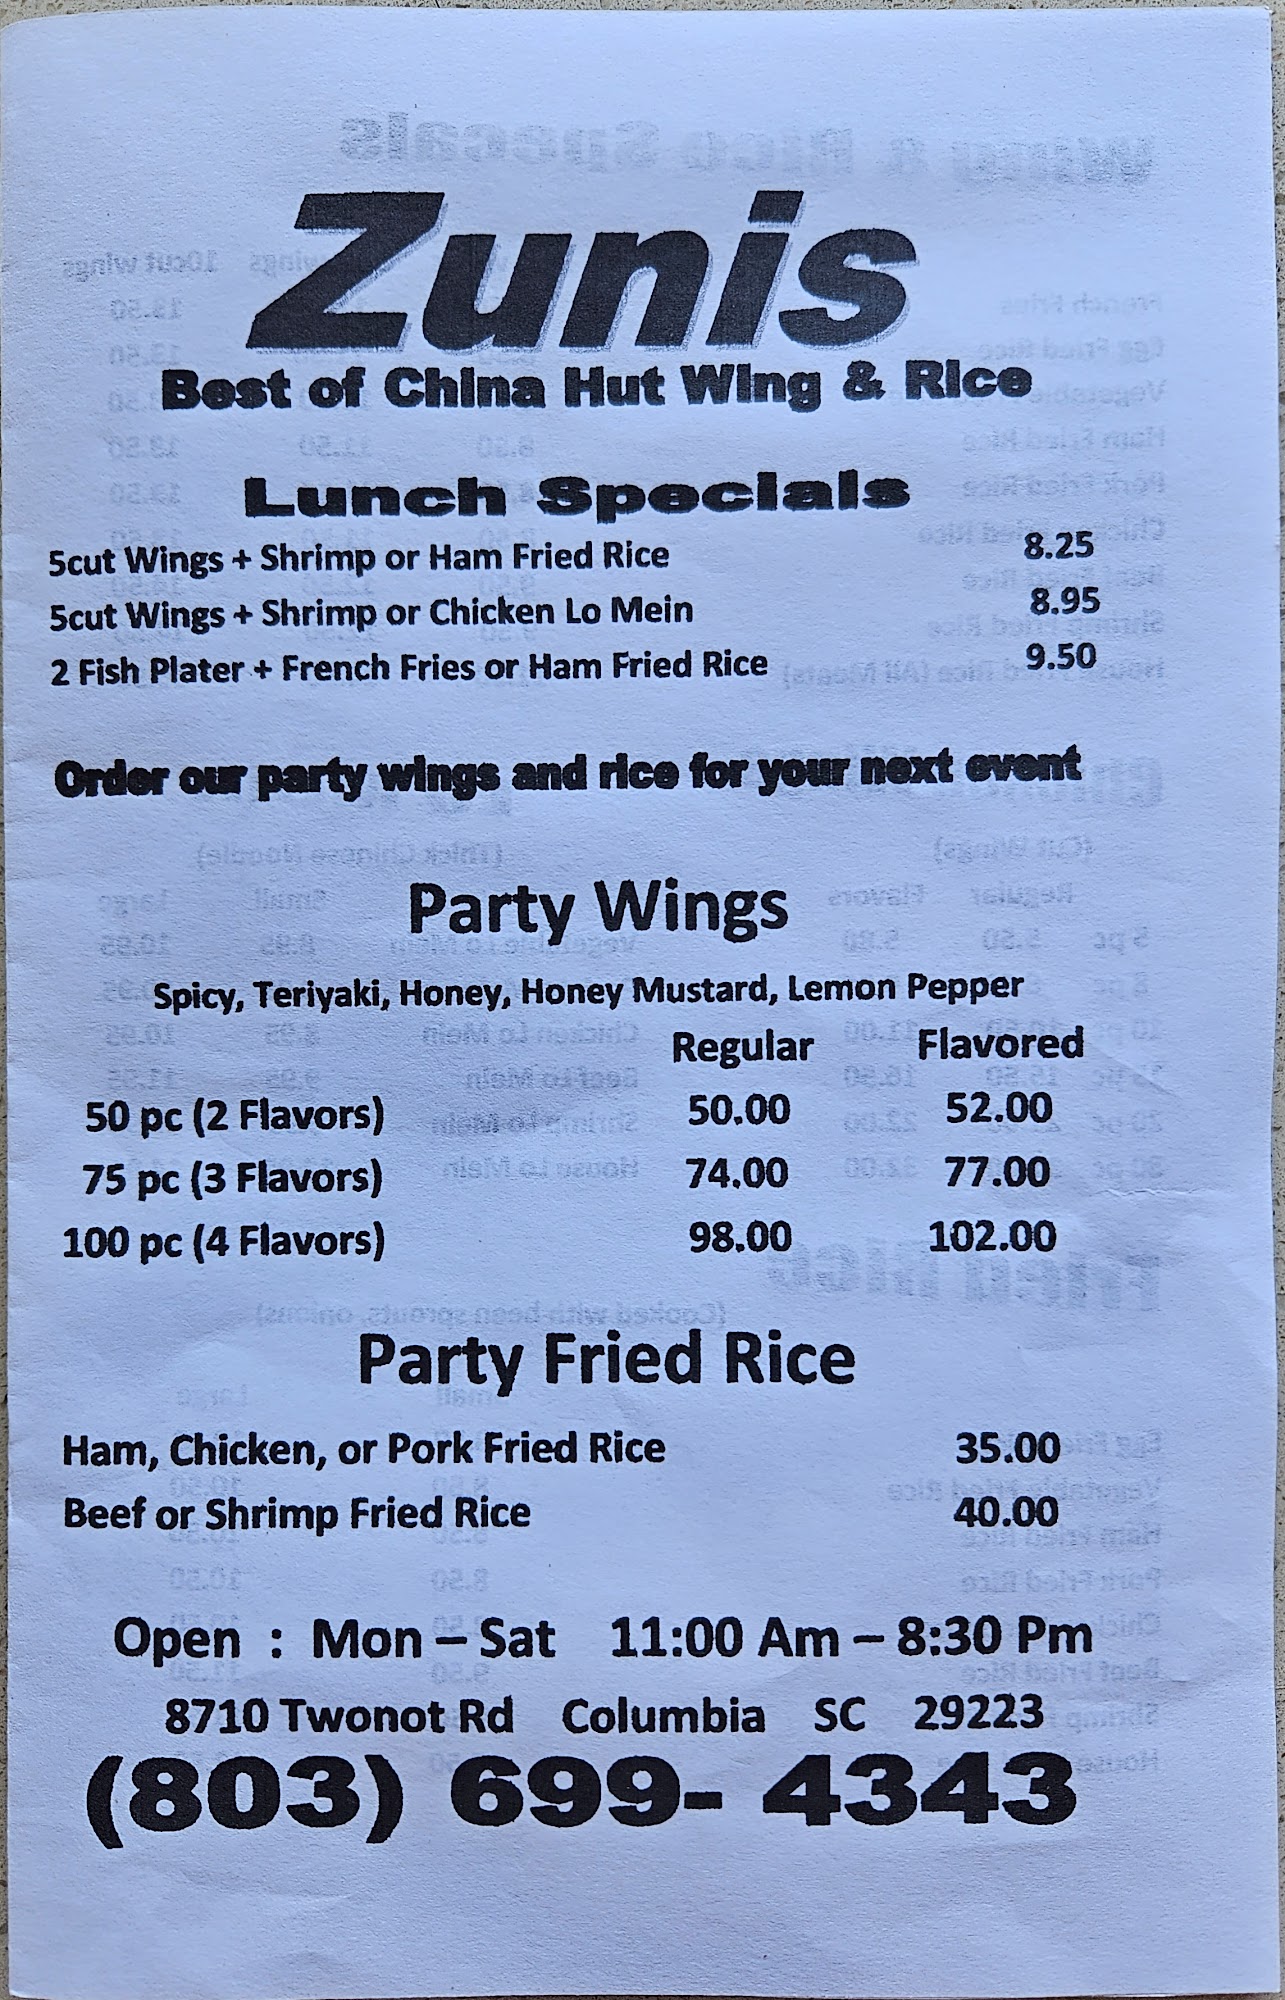 Zunis
Best of China Hut Wing & Rice
Lunch Specials
5cut Wings + Shrimp or Ham Fried Rice 8.25
5cut Wings + Shrimp or Chicken Lo Mein 8.95
2 Fish Plater + French Fries or Ham Fried Rice 9.50
Order our party wings and rice for your next event
Party Wings
Spicy, Teriyaki, Honey, Honey Mustard, Lemon Pepper
Regular Flavored
50 pc (2 Flavors) 50.00 52.00
75 pc (3 Flavors) 74.00 77.00
100 pc (4 Flavors) 98.00 102.00
Party Fried Rice
Ham, Chicken, or Pork Fried Rice 35.00
Beef or Shrimp Fried Rice 40.00
Open : Mon – Sat 11:00 Am – 8:30 Pm
8710 Twonot Rd Columbia SC 29223
(803) 699- 4343